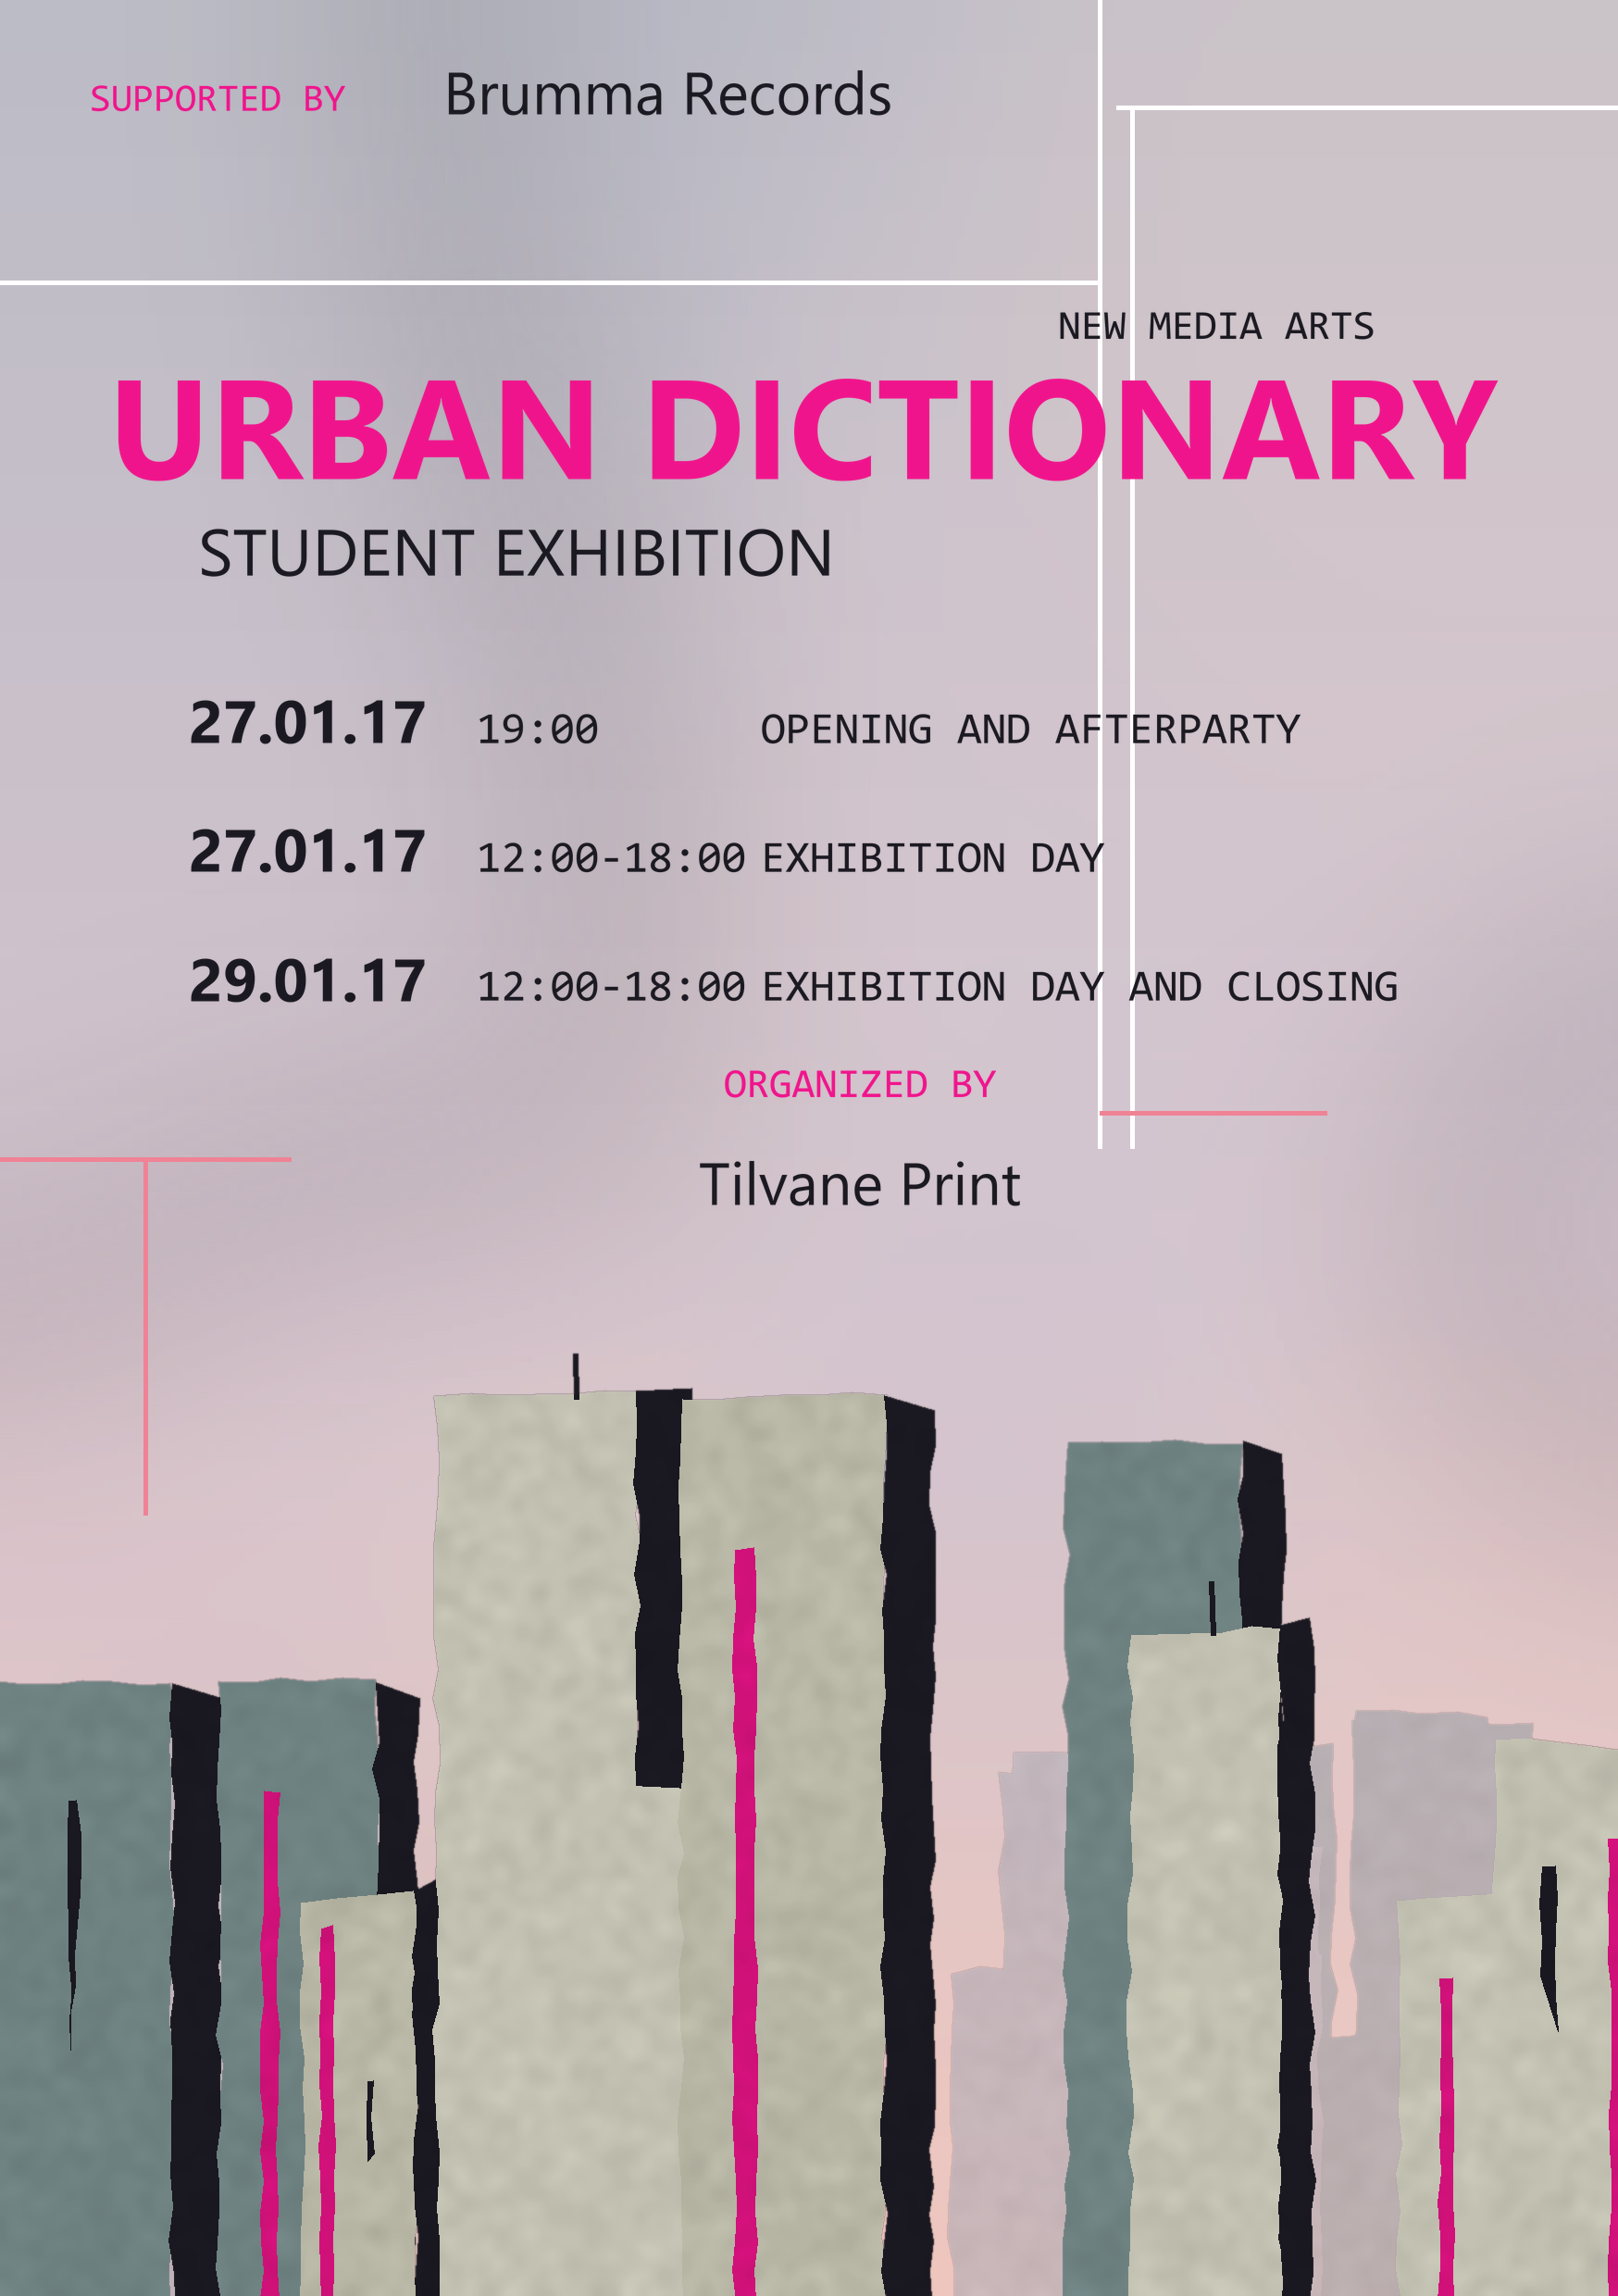 SUPPORTED BY Brumma Records
NEW MEDIA ARTS
URBAN DICTIONARY
STUDENT EXHIBITION
27.01.17 19:00 OPENING AND AFTERPARTY
27.01.17 12:00-18:00 EXHIBITION DAY
29.01.17 12:00-18:00 EXHIBITION DAY AND CLOSING
ORGANIZED BY
Tilvane Print